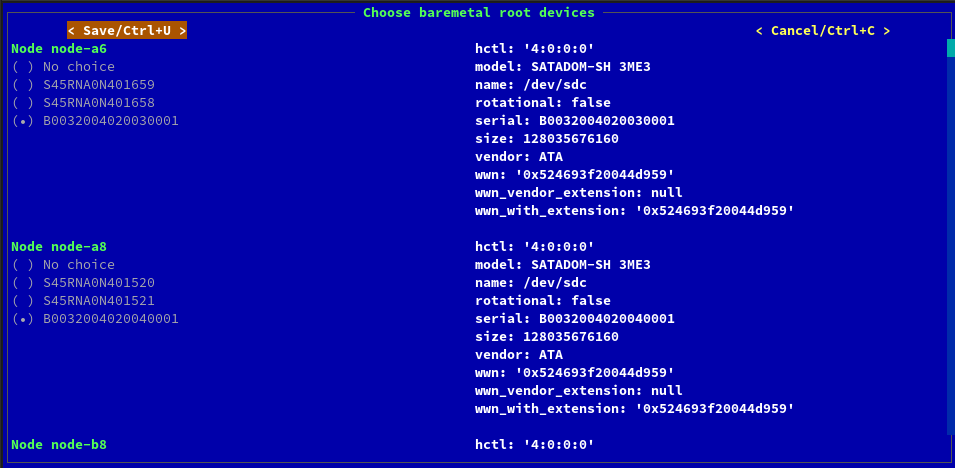 Choose baremetal root devices
< Save/Ctrl+U > < Cancel/Ctrl+C >
Node node-a6 hctl: '4:0:0:0'
( ) No choice model: SATADOM-SH 3ME3
( ) S45RNA0N401659 name: /dev/sdc
( ) S45RNA0N401658 rotational: false
(•) B0032004020030001 serial: B0032004020030001
size: 128035676160
vendor: ATA
wwn: '0x524693f20044d959'
wwn_vendor_extension: null
wwn_with_extension: '0x524693f20044d959'
Node node-a8 hctl: '4:0:0:0'
( ) No choice model: SATADOM-SH 3ME3
( ) S45RNA0N401520 name: /dev/sdc
( ) S45RNA0N401521 rotational: false
(•) B0032004020040001 serial: B0032004020040001
size: 128035676160
vendor: ATA
wwn: '0x524693f20044d959'
wwn_vendor_extension: null
wwn_with_extension: '0x524693f20044d959'
Node node-b8 hctl: '4:0:0:0'